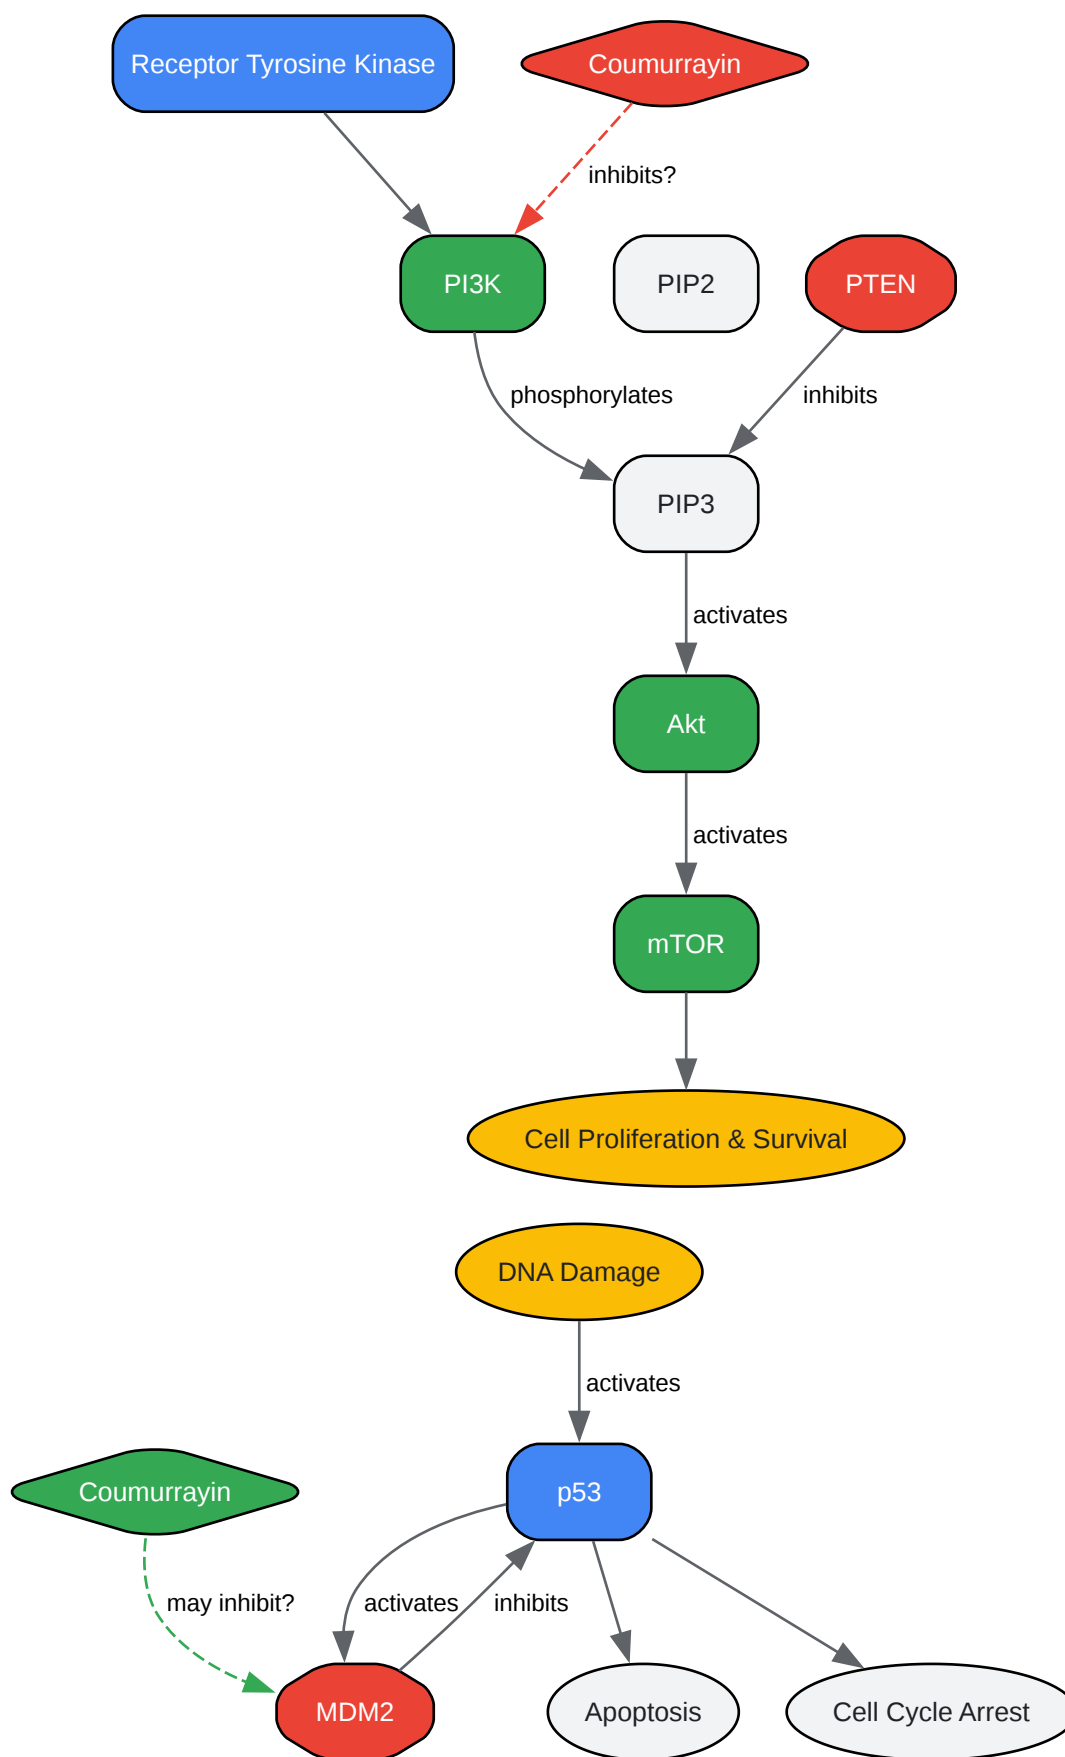 Receptor Tyrosine Kinase
Coumurrayin
inhibits?
PI3K
PIP2
PTEN
phosphorylates
inhibits
PIP3
activates
Akt
activates
mTOR
Cell Proliferation & Survival
DNA Damage
activates
Coumurrayin
p53
may inhibit?
activates
inhibits
MDM2
Apoptosis
Cell Cycle Arrest